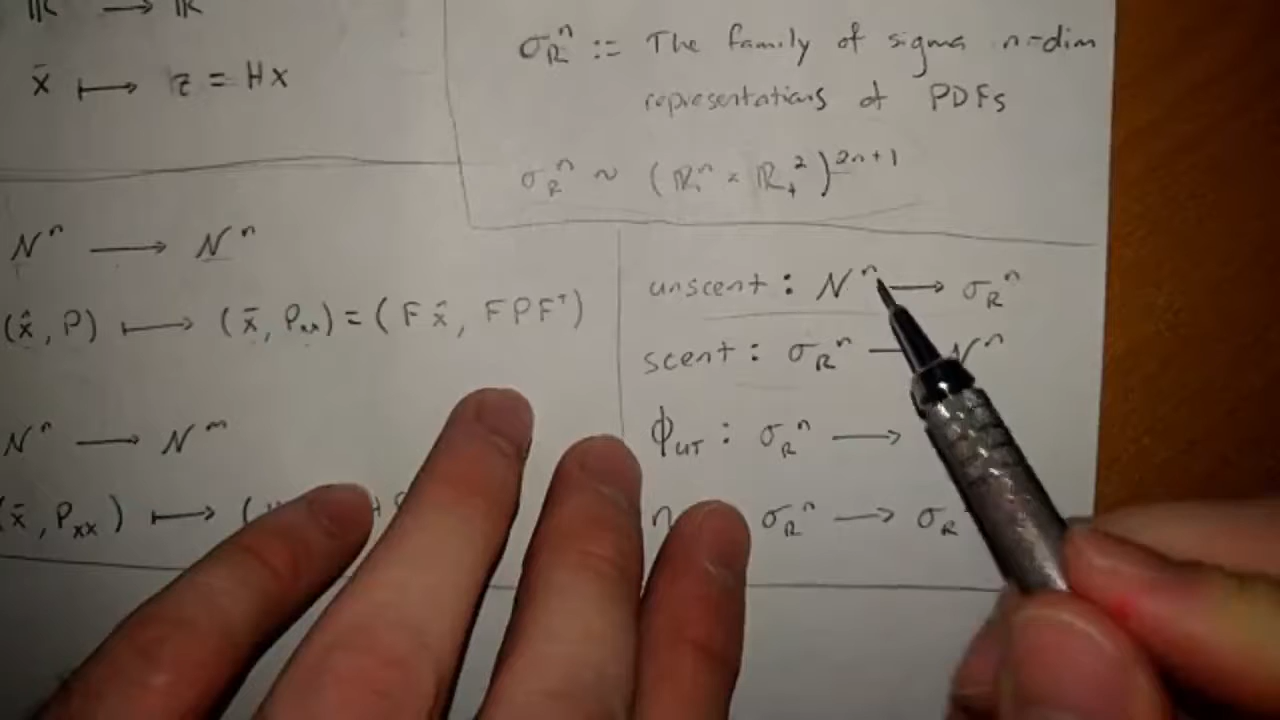 ℝ → ℝ
x̄ ↦ z = Hx
σ_R^n := The family of sigma n-dim
representations of PDFs
σ_R^n ~ (ℝ^n × ℝ_+^2)^{2n+1}
N^n → N^n
(x̂, P) ↦ (x̄, P_xx) = (Fx̂, FPF^T)
N^n → N^m
(x̄, P_xx) ↦ (
unscent : N^n → σ_R^n
scent : σ_R^n → N^n
ϕ_UT : σ_R^n →
σ_R^n → σ_R